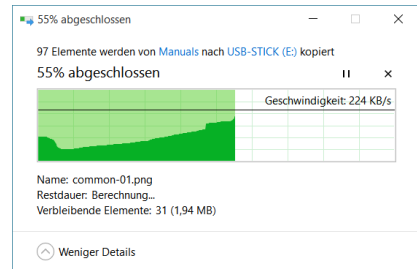 55% abgeschlossen
97 Elemente werden von Manuals nach USB-STICK (E:) kopiert
55% abgeschlossen
Geschwindigkeit: 224 KB/s
Name: common-01.png
Restdauer: Berechnung...
Verbleibende Elemente: 31 (1,94 MB)
Weniger Details